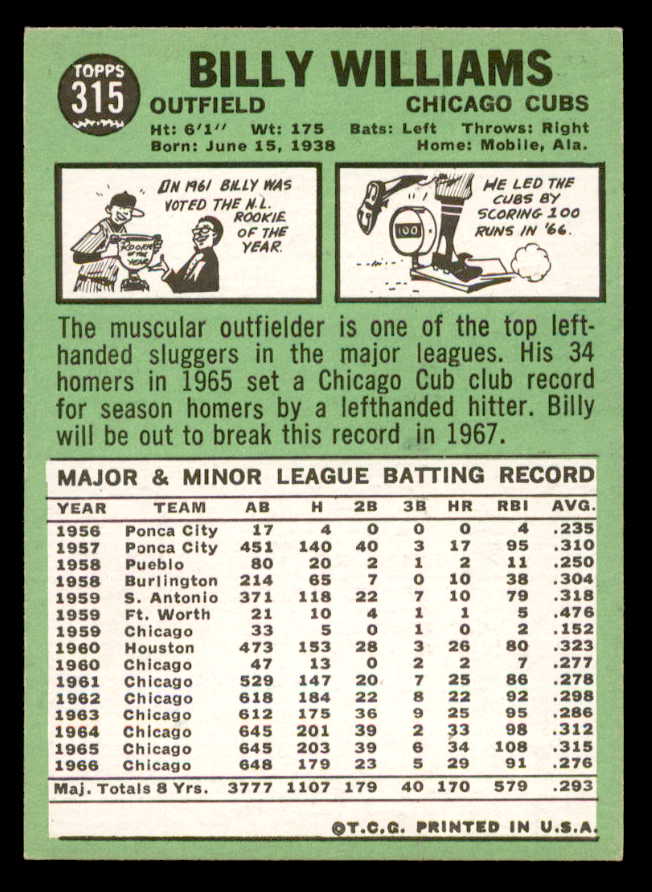 TOPPS
315
BILLY WILLIAMS
OUTFIELD CHICAGO CUBS
Ht: 6'1" Wt: 175 Bats: Left Throws: Right
Born: June 15, 1938 Home: Mobile, Ala.
ON 1961 BILLY WAS
VOTED THE N.L.
ROOKIE
OF THE
YEAR.
ROOKIE
OF THE
YEAR
HE LED THE
CUBS BY
SCORING 100
RUNS IN '66.
100
The muscular outfielder is one of the top left-
handed sluggers in the major leagues. His 34
homers in 1965 set a Chicago Cub club record
for season homers by a lefthanded hitter. Billy
will be out to break this record in 1967.
MAJOR & MINOR LEAGUE BATTING RECORD
YEAR TEAM AB H 2B 3B HR RBI AVG.
1956 Ponca City 17 4 0 0 0 4 .235
1957 Ponca City 451 140 40 3 17 95 .310
1958 Pueblo 80 20 2 1 2 11 .250
1958 Burlington 214 65 7 0 10 38 .304
1959 S. Antonio 371 118 22 7 10 79 .318
1959 Ft. Worth 21 10 4 1 1 5 .476
1959 Chicago 33 5 0 1 0 2 .152
1960 Houston 473 153 28 3 26 80 .323
1960 Chicago 47 13 0 2 2 7 .277
1961 Chicago 529 147 20 7 25 86 .278
1962 Chicago 618 184 22 8 22 92 .298
1963 Chicago 612 175 36 9 25 95 .286
1964 Chicago 645 201 39 2 33 98 .312
1965 Chicago 645 203 39 6 34 108 .315
1966 Chicago 648 179 23 5 29 91 .276
Maj. Totals 8 Yrs. 3777 1107 179 40 170 579 .293
©T.C.G. PRINTED IN U.S.A.